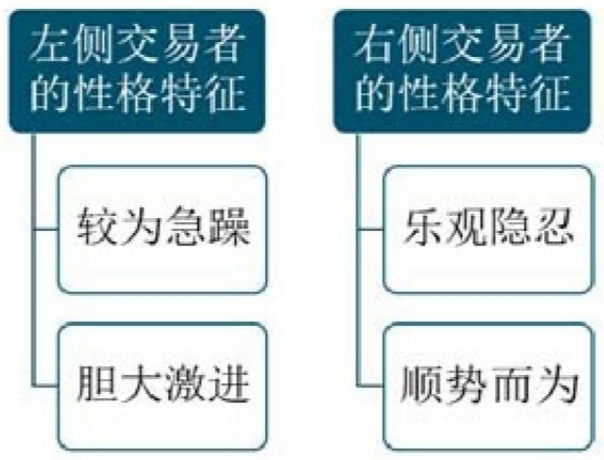 左侧交易者
的性格特征
较为急躁
胆大激进
右侧交易者
的性格特征
乐观隐忍
顺势而为